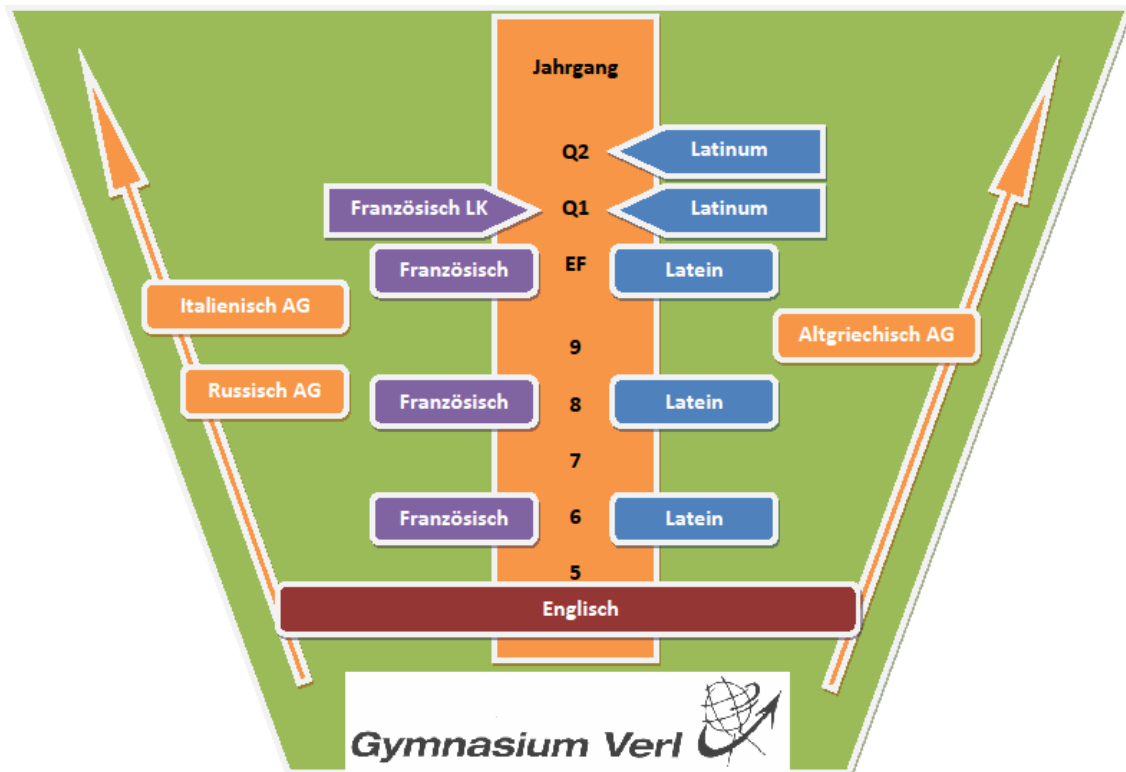 Jahrgang
Q2
Latinum
Französisch LK
Q1
Latinum
Französisch
EF
Latein
Italienisch AG
9
Altgriechisch AG
Russisch AG
Französisch
8
Latein
7
Französisch
6
Latein
5
Englisch
Gymnasium Verl